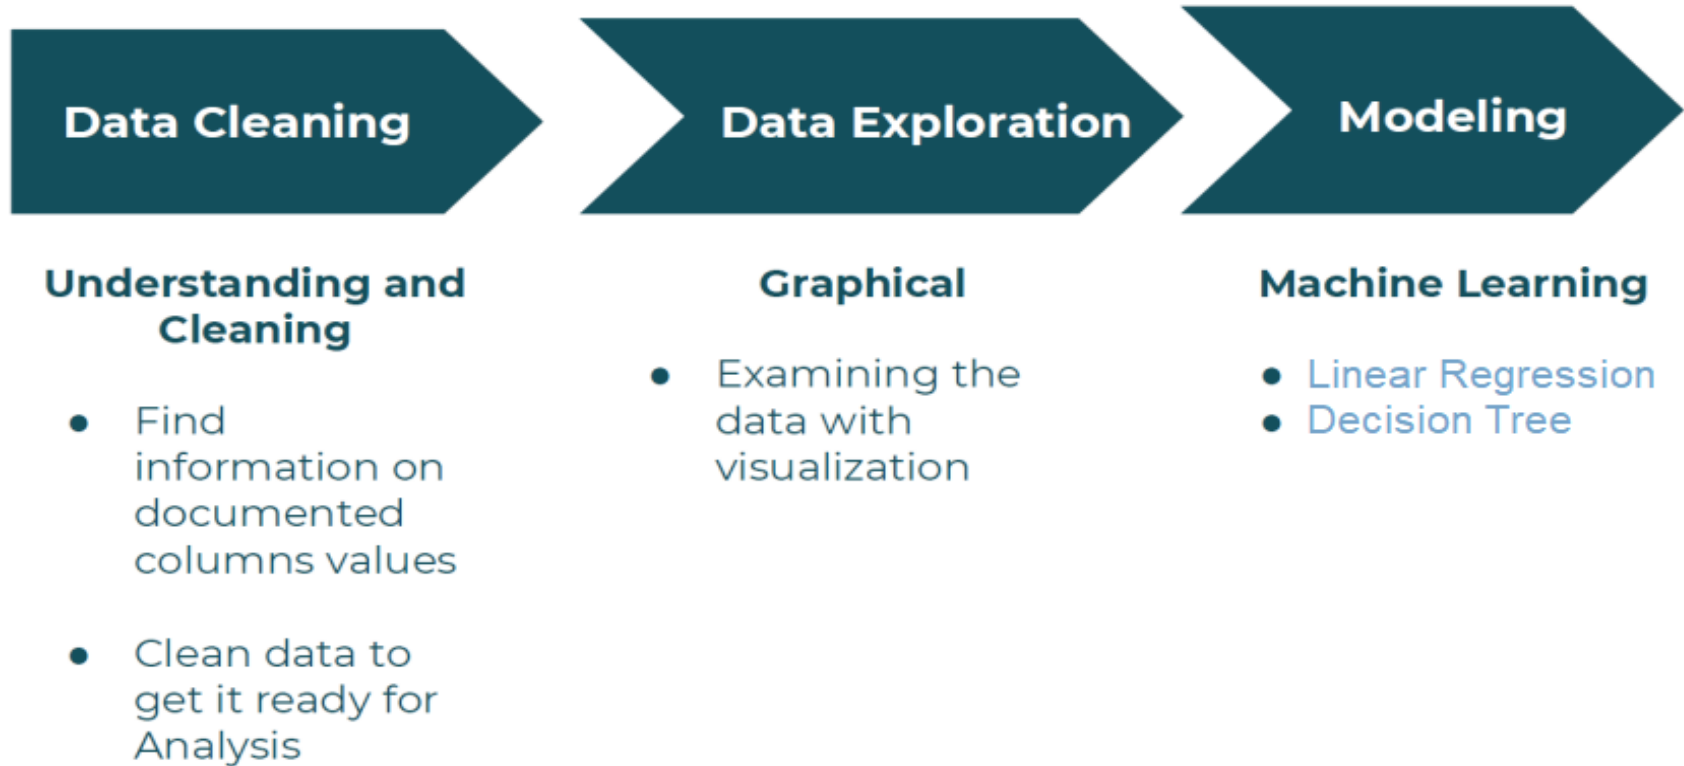 Data Cleaning
Data Exploration
Modeling
Understanding and
Cleaning
● Find
information on
documented
columns values
● Clean data to
get it ready for
Analysis
Graphical
● Examining the
data with
visualization
Machine Learning
● Linear Regression
● Decision Tree